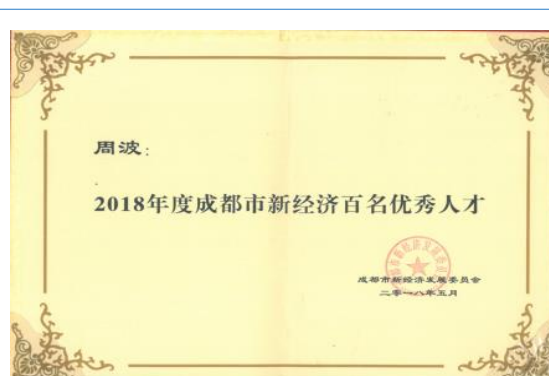 周波：
2018年度成都市新经济百名优秀人才
成都市新经济发展委员会
二零一八年五月